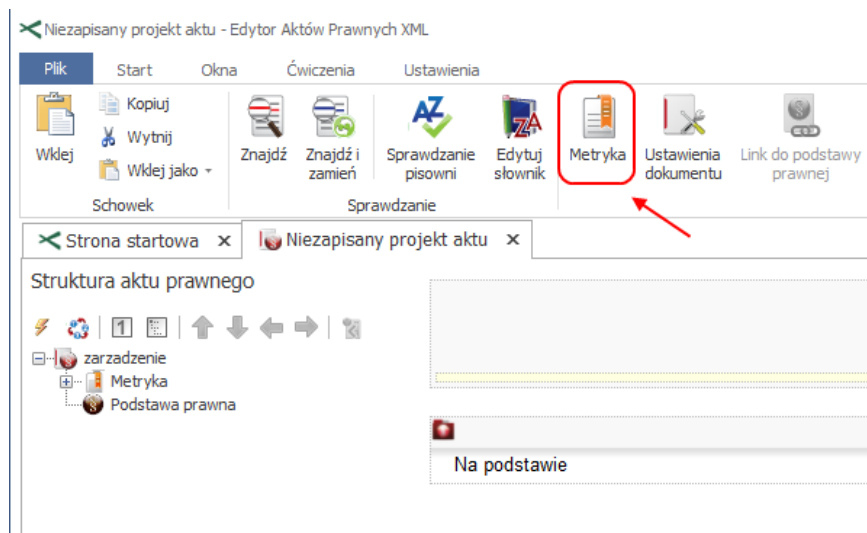 Niezapisany projekt aktu - Edytor Aktów Prawnych XML
Plik Start Okna Ćwiczenia Ustawienia
Wklej
Kopiuj
Wytnij
Wklej jako
Schowek
Znajdź
Znajdź i
zamień
Sprawdzanie
pisowni
Edytuj
słownik
Sprawdzanie
Metryka
Ustawienia
dokumentu
Link do podstawy
prawnej
Strona startowa x
Niezapisany projekt aktu x
Struktura aktu prawnego
zarzadzenie
Metryka
Podstawa prawna
Na podstawie